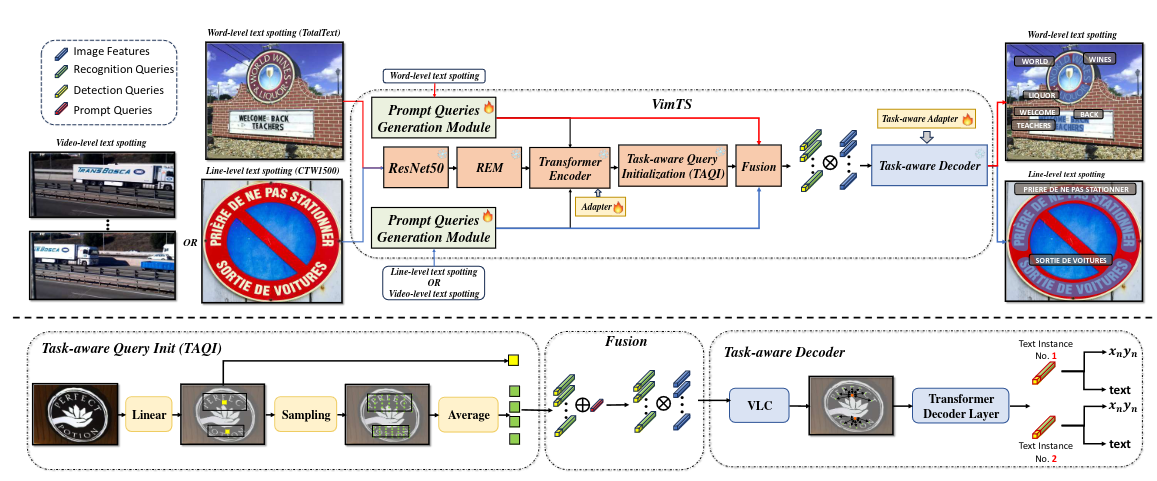 Image Features
Recognition Queries
Detection Queries
Prompt Queries
Word-level text spotting (TotalText)
WORLD WINES
& LIQUOR
WELCOME BACK
TEACHERS
Video-level text spotting
TRANSBOSCA
BOSCA
OR
Line-level text spotting (CTW1500)
PRIÈRE DE NE PAS STATIONNER
SORTIE DE VOITURES
Word-level text spotting
VimTS
Prompt Queries
Generation Module
ResNet50
REM
Transformer
Encoder
Task-aware Query
Initialization (TAQI)
Fusion
Adapter
Prompt Queries
Generation Module
Line-level text spotting
OR
Video-level text spotting
Task-aware Adapter
Task-aware Decoder
Word-level text spotting
WORLD
WINES
LIQUOR
WELCOME
BACK
TEACHERS
Line-level text spotting
PRIERE DE NE PAS STATIONNER
SORTIE DE VOITURES
Task-aware Query Init (TAQI)
PERFECT
POTION
Linear
Sampling
Average
Fusion
Task-aware Decoder
VLC
Transformer
Decoder Layer
Text Instance
No. 1
xₙyₙ
text
xₙyₙ
text
Text Instance
No. 2